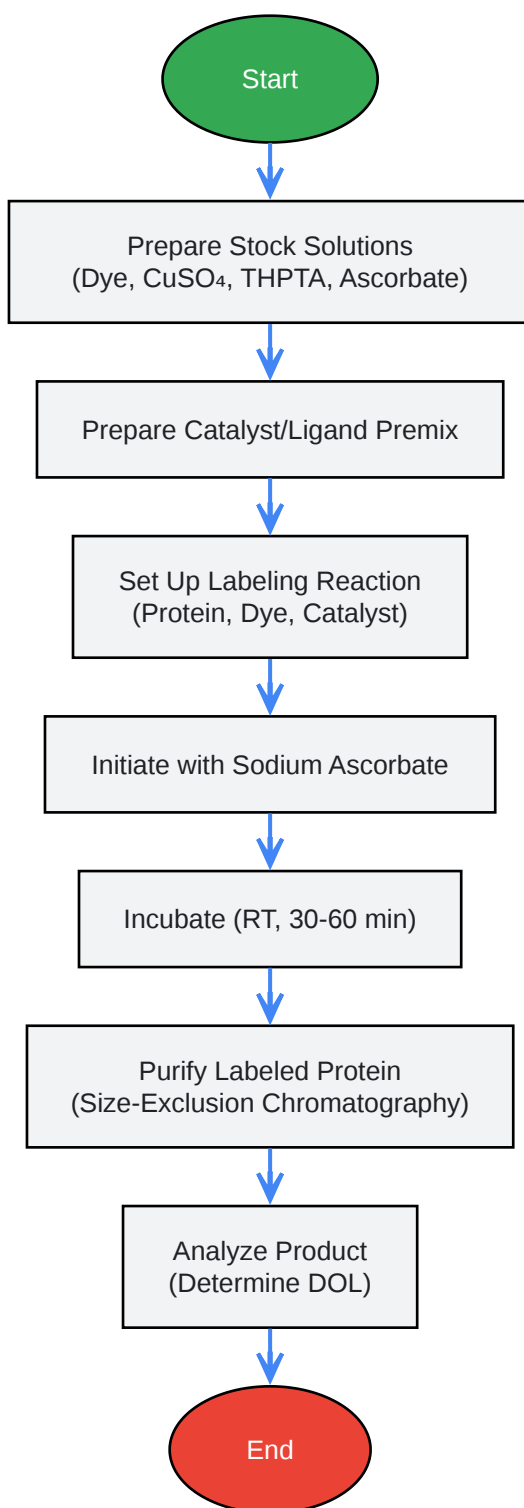 Start
Prepare Stock Solutions
(Dye, CuSO₄, THPTA, Ascorbate)
Prepare Catalyst/Ligand Premix
Set Up Labeling Reaction
(Protein, Dye, Catalyst)
Initiate with Sodium Ascorbate
Incubate (RT, 30-60 min)
Purify Labeled Protein
(Size-Exclusion Chromatography)
Analyze Product
(Determine DOL)
End